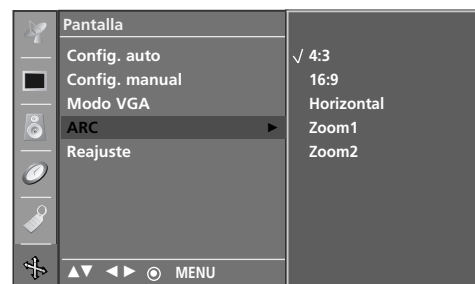 Pantalla
Config. auto
Config. manual
Modo VGA
ARC ►
Reajuste
√ 4:3
16:9
Horizontal
Zoom1
Zoom2
▲▼ ◄► ⦿ MENU